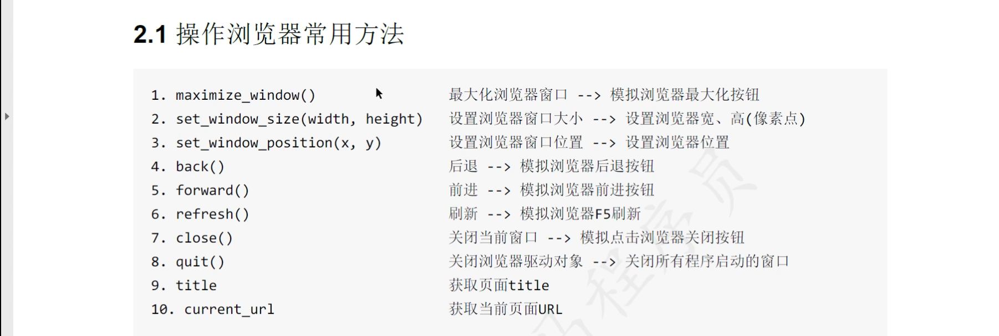 2.1 操作浏览器常用方法
1. maximize_window() 最大化浏览器窗口 --> 模拟浏览器最大化按钮
2. set_window_size(width, height) 设置浏览器窗口大小 --> 设置浏览器宽、高(像素点)
3. set_window_position(x, y) 设置浏览器窗口位置 --> 设置浏览器位置
4. back() 后退 --> 模拟浏览器后退按钮
5. forward() 前进 --> 模拟浏览器前进按钮
6. refresh() 刷新 --> 模拟浏览器F5刷新
7. close() 关闭当前窗口 --> 模拟点击浏览器关闭按钮
8. quit() 关闭浏览器驱动对象 --> 关闭所有程序启动的窗口
9. title 获取页面title
10. current_url 获取当前页面URL
马程序员